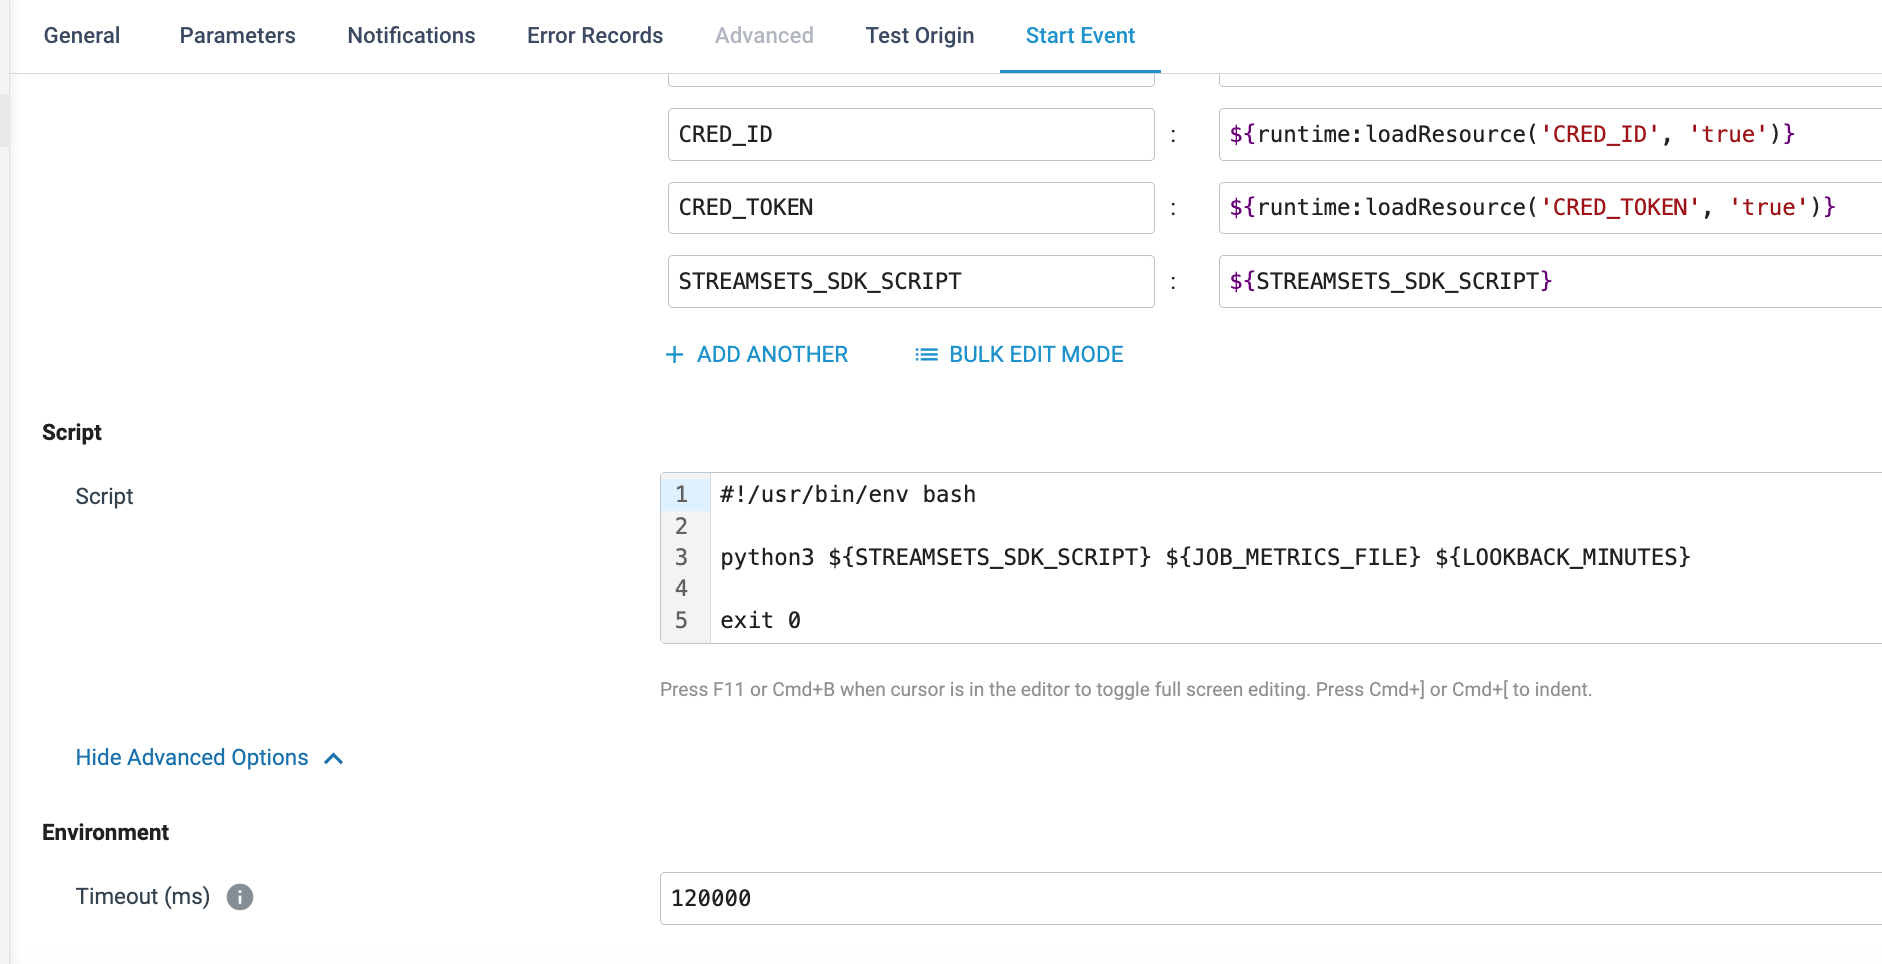 General Parameters Notifications Error Records Advanced Test Origin Start Event
CRED_ID : ${runtime:loadResource('CRED_ID', 'true')}
CRED_TOKEN : ${runtime:loadResource('CRED_TOKEN', 'true')}
STREAMSETS_SDK_SCRIPT : ${STREAMSETS_SDK_SCRIPT}
ADD ANOTHER BULK EDIT MODE
Script
Script
1 #!/usr/bin/env bash
2
3 python3 ${STREAMSETS_SDK_SCRIPT} ${JOB_METRICS_FILE} ${LOOKBACK_MINUTES}
4
5 exit 0
Press F11 or Cmd+B when cursor is in the editor to toggle full screen editing. Press Cmd+] or Cmd+[ to indent.
Hide Advanced Options
Environment
Timeout (ms) i 120000